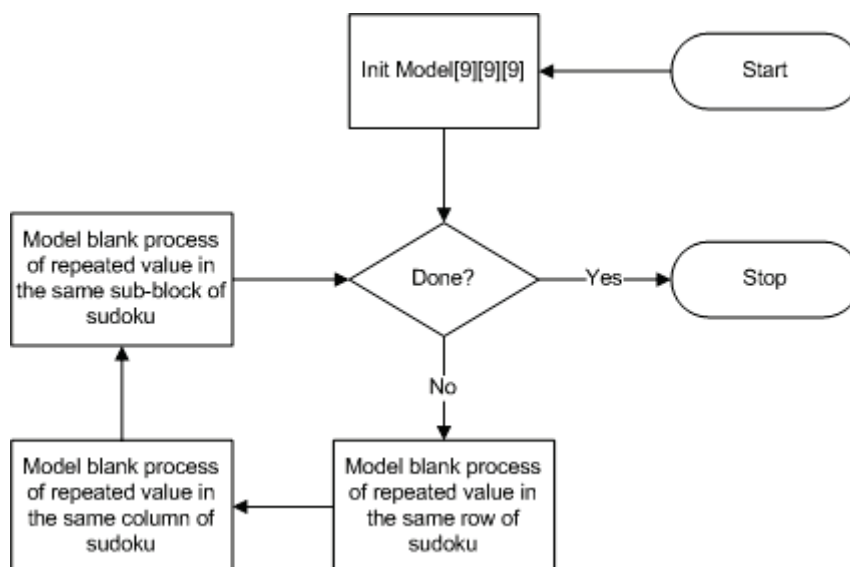 Init Model[9][9][9]
Start
Model blank process
of repeated value in
the same sub-block of
sudoku
Done?
Yes
Stop
No
Model blank process
of repeated value in
the same column of
sudoku
Model blank process
of repeated value in
the same row of
sudoku